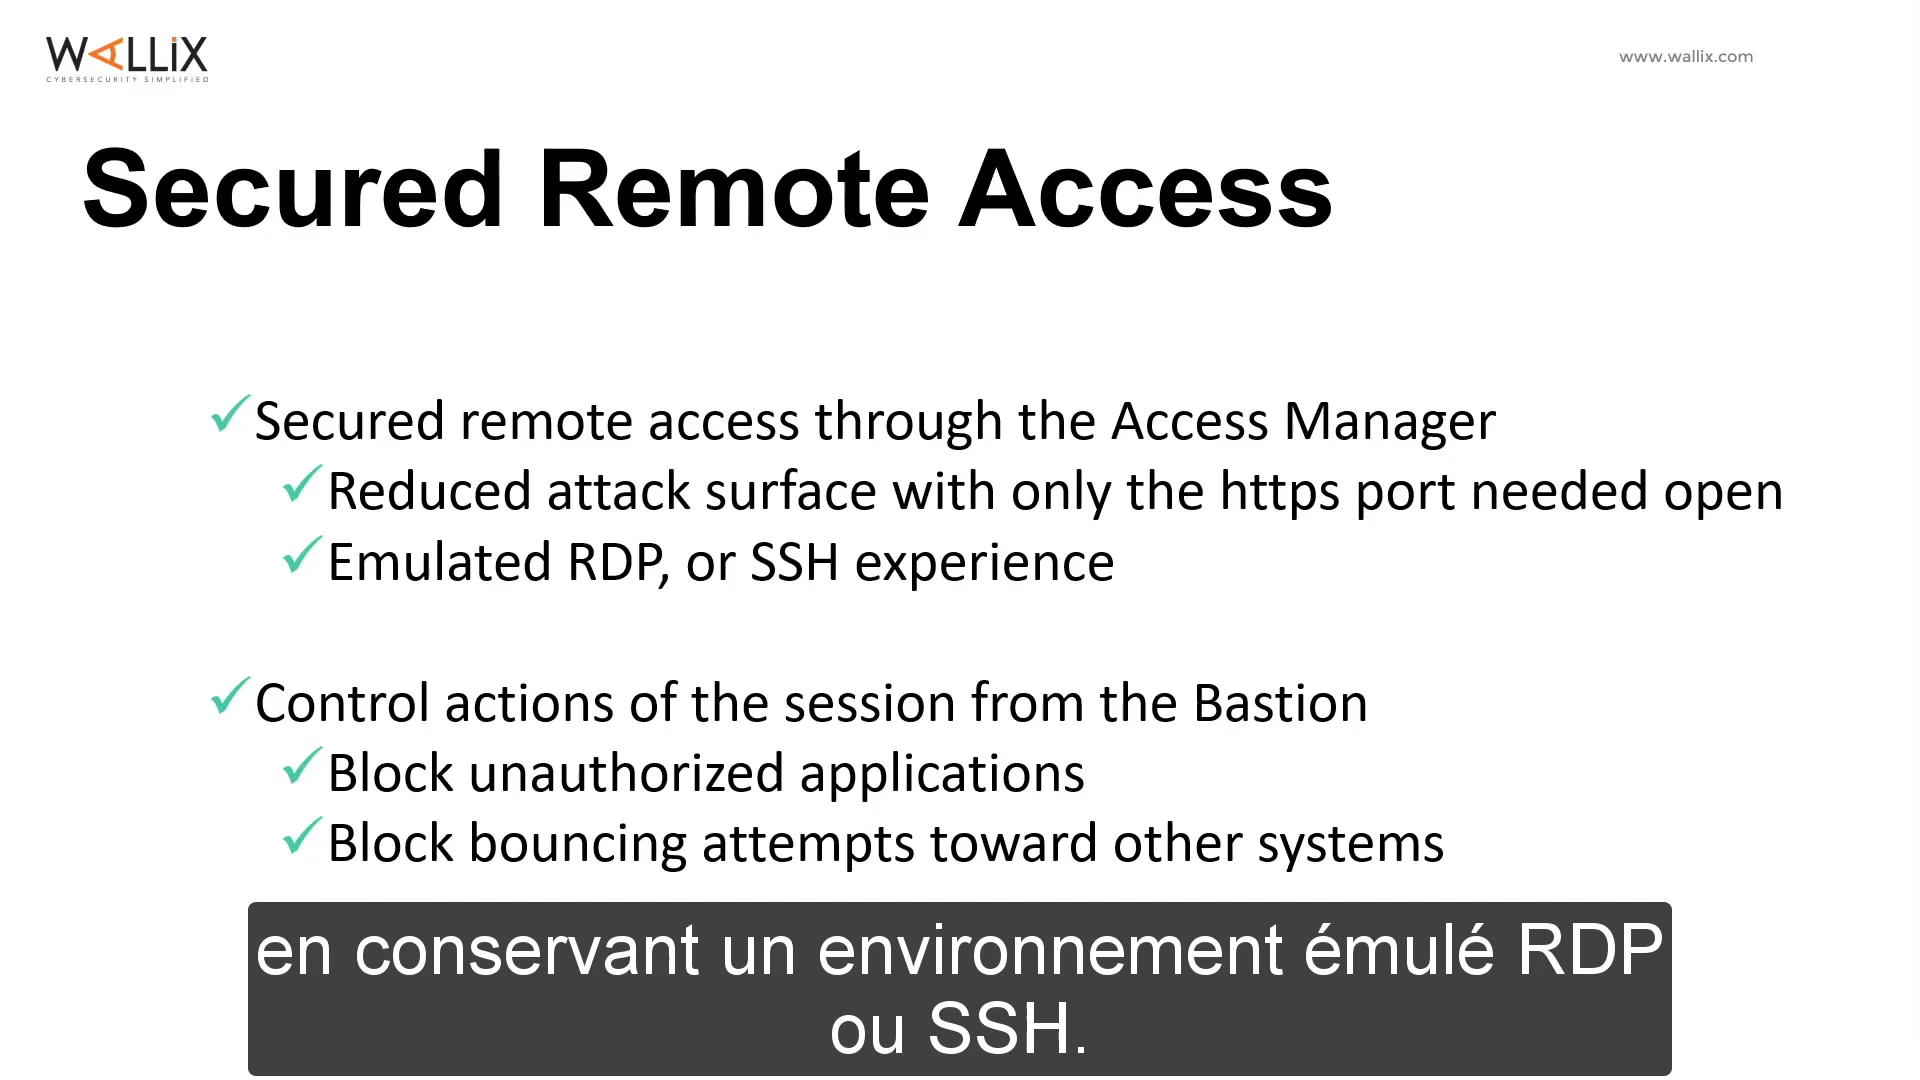 WALLiX
CYBERSECURITY SIMPLIFIED
www.wallix.com
Secured Remote Access
✓Secured remote access through the Access Manager
✓Reduced attack surface with only the https port needed open
✓Emulated RDP, or SSH experience
✓Control actions of the session from the Bastion
✓Block unauthorized applications
✓Block bouncing attempts toward other systems
en conservant un environnement émulé RDP
ou SSH.